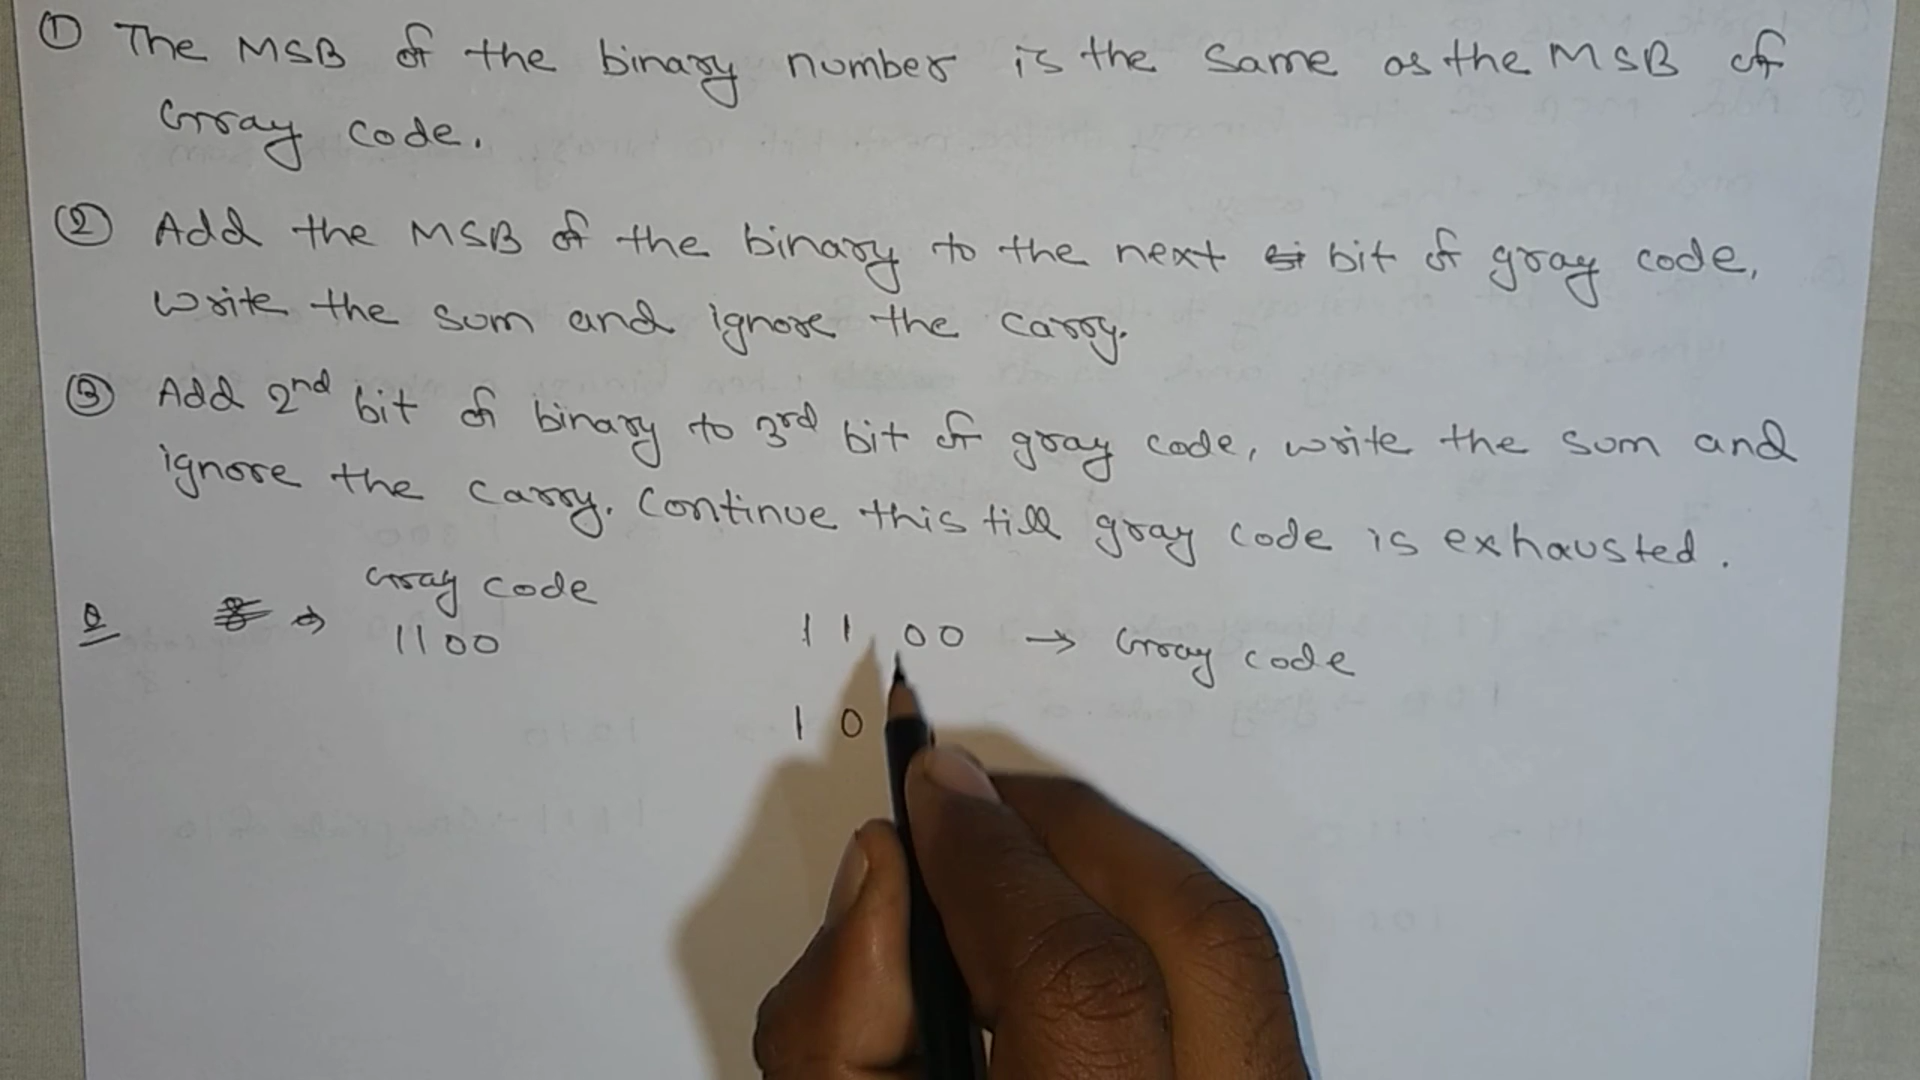 ① The MSB of the binary number is the same as the MSB of
Gray code.
② Add the MSB of the binary to the next bit of gray code,
write the sum and ignore the carry.
③ Add 2nd bit of binary to 3rd bit of gray code, write the sum and
ignore the carry. Continue this till gray code is exhausted.
Gray code
Q ⇒ 1100
1 1 0 0 → Gray code
1 0